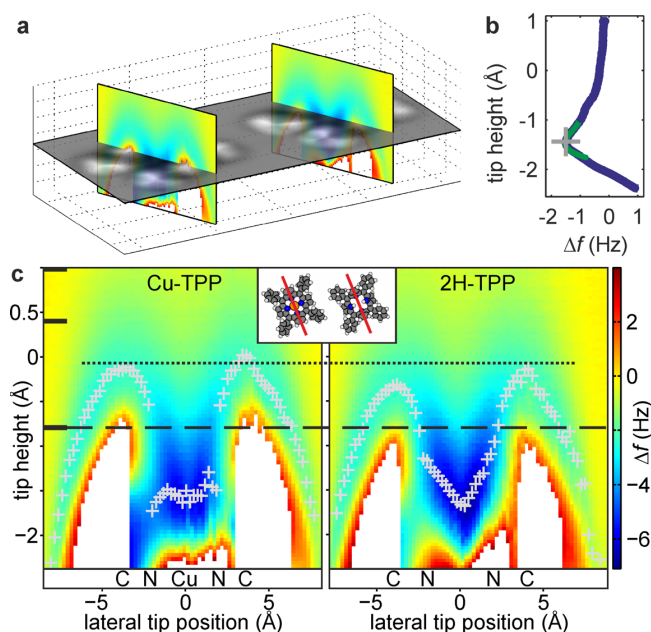 a
b
tip height (Å)
1
0
-1
-2
-2 -1 0 1
Δf (Hz)
c
Cu-TPP
2H-TPP
tip height (Å)
0.5
0
−2
C N Cu N C
C N N C
−5 0 5
lateral tip position (Å)
−5 0 5
lateral tip position (Å)
2
0
−2
−4
−6
Δf (Hz)